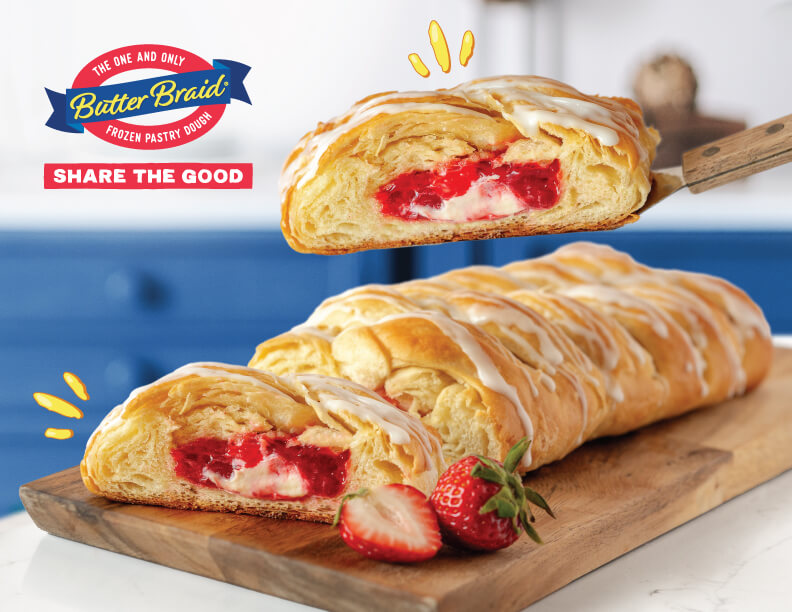 THE ONE AND ONLY
Butter Braid®
FROZEN PASTRY DOUGH
SHARE THE GOOD